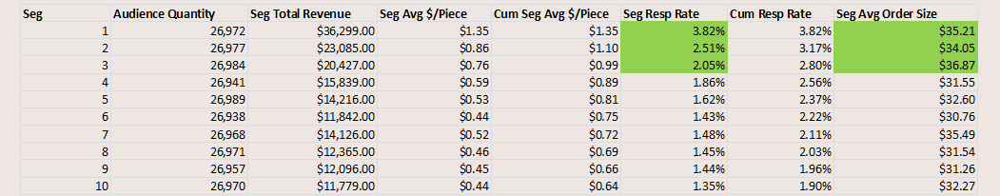 Seg Audience Quantity Seg Total Revenue Seg Avg $/Piece Cum Seg Avg $/Piece Seg Resp Rate Cum Resp Rate Seg Avg Order Size
1 26,972 $36,299.00 $1.35 $1.35 3.82% 3.82% $35.21
2 26,977 $23,085.00 $0.86 $1.10 2.51% 3.17% $34.05
3 26,984 $20,427.00 $0.76 $0.99 2.05% 2.80% $36.87
4 26,941 $15,839.00 $0.59 $0.89 1.86% 2.56% $31.55
5 26,989 $14,216.00 $0.53 $0.81 1.62% 2.37% $32.60
6 26,938 $11,842.00 $0.44 $0.75 1.43% 2.22% $30.76
7 26,968 $14,126.00 $0.52 $0.72 1.48% 2.11% $35.49
8 26,971 $12,365.00 $0.46 $0.69 1.45% 2.03% $31.54
9 26,957 $12,096.00 $0.45 $0.66 1.44% 1.96% $31.26
10 26,970 $11,779.00 $0.44 $0.64 1.35% 1.90% $32.27